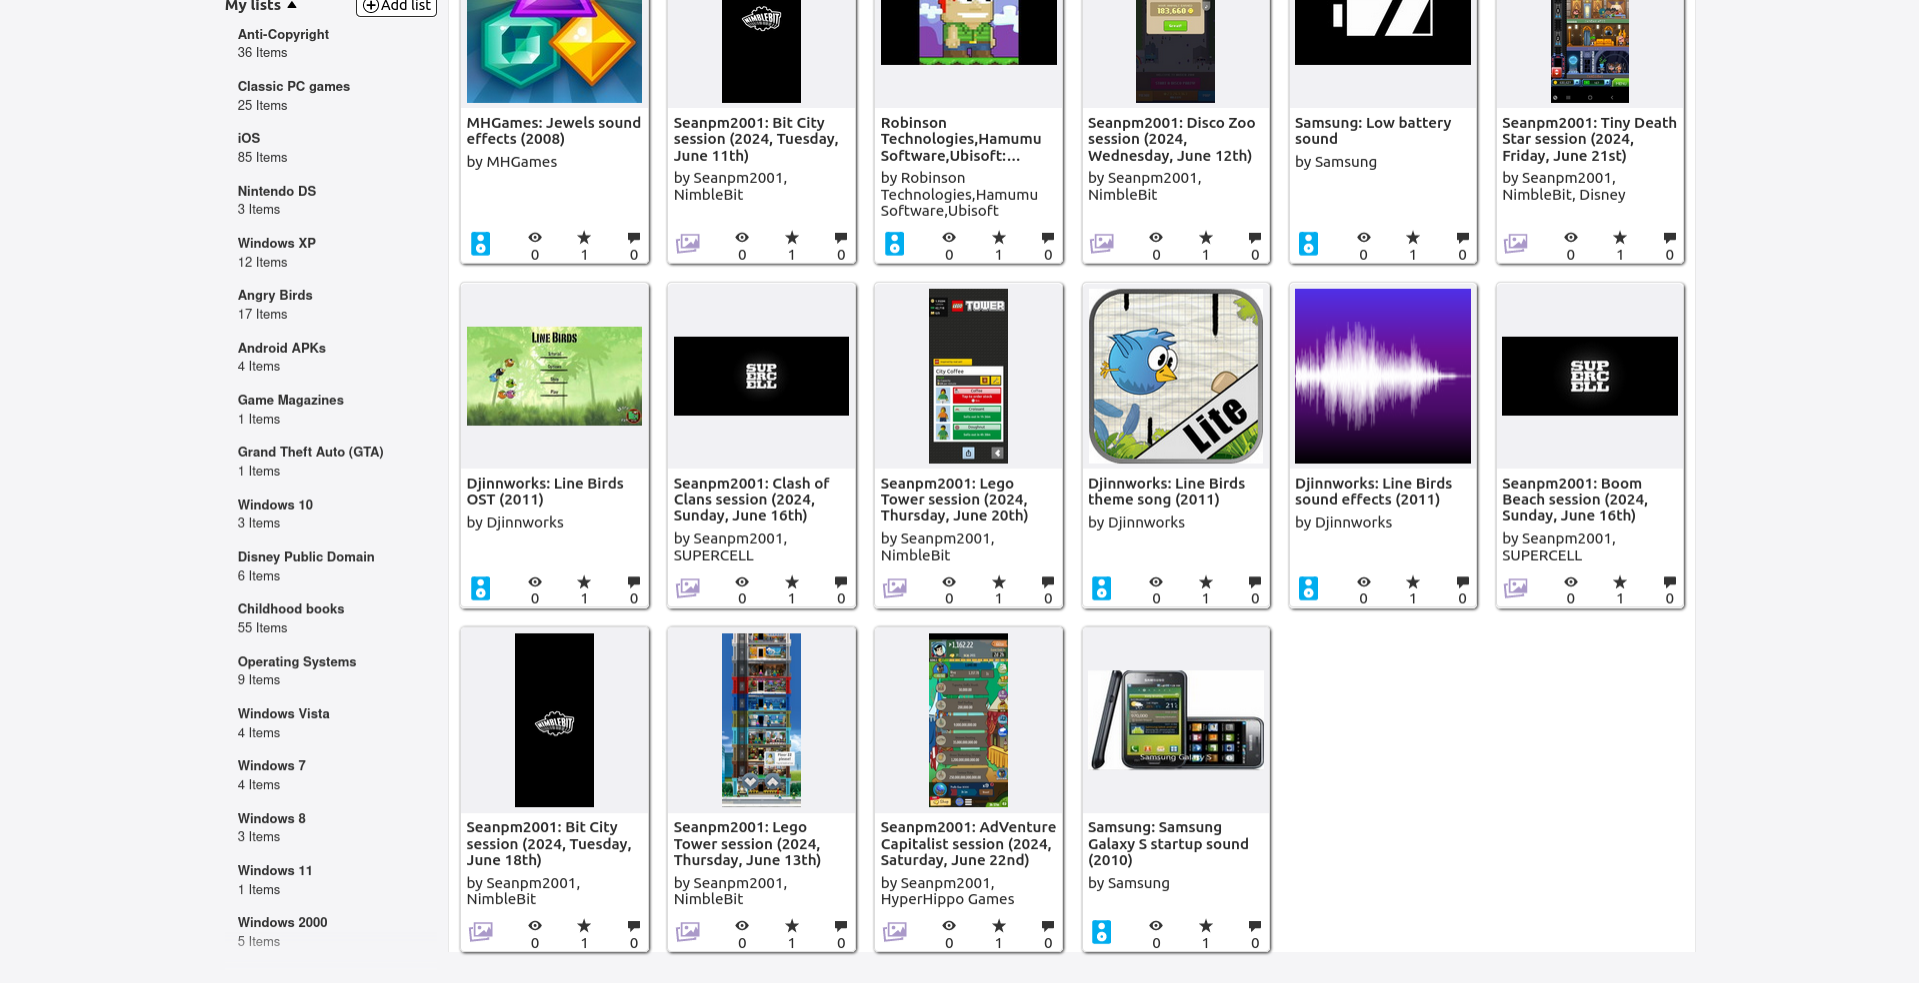 My lists
Add list
Anti-Copyright
36 Items
Classic PC games
25 Items
iOS
85 Items
Nintendo DS
3 Items
Windows XP
12 Items
Angry Birds
17 Items
Android APKs
4 Items
Game Magazines
1 Items
Grand Theft Auto (GTA)
1 Items
Windows 10
3 Items
Disney Public Domain
6 Items
Childhood books
55 Items
Operating Systems
9 Items
Windows Vista
4 Items
Windows 7
4 Items
Windows 8
3 Items
Windows 11
1 Items
Windows 2000
5 Items
MHGames: Jewels sound
effects (2008)
by MHGames
0 1 0
NIMBLEBIT
Seanpm2001: Bit City
session (2024, Tuesday,
June 11th)
by Seanpm2001,
NimbleBit
0 1 0
Robinson
Technologies,Hamumu
Software,Ubisoft:...
by Robinson
Technologies,Hamumu
Software,Ubisoft
0 1 0
183,660
Seanpm2001: Disco Zoo
session (2024,
Wednesday, June 12th)
by Seanpm2001,
NimbleBit
0 1 0
Samsung: Low battery
sound
by Samsung
0 1 0
Seanpm2001: Tiny Death
Star session (2024,
Friday, June 21st)
by Seanpm2001,
NimbleBit, Disney
0 1 0
LINE BIRDS
Djinnworks: Line Birds
OST (2011)
by Djinnworks
0 1 0
SUPERCELL
Seanpm2001: Clash of
Clans session (2024,
Sunday, June 16th)
by Seanpm2001,
SUPERCELL
0 1 0
LEGO TOWER
City Coffee
Seanpm2001: Lego
Tower session (2024,
Thursday, June 20th)
by Seanpm2001,
NimbleBit
0 1 0
Lite
Djinnworks: Line Birds
theme song (2011)
by Djinnworks
0 1 0
Djinnworks: Line Birds
sound effects (2011)
by Djinnworks
0 1 0
SUPERCELL
Seanpm2001: Boom
Beach session (2024,
Sunday, June 16th)
by Seanpm2001,
SUPERCELL
0 1 0
NIMBLEBIT
Seanpm2001: Bit City
session (2024, Tuesday,
June 18th)
by Seanpm2001,
NimbleBit
0 1 0
Seanpm2001: Lego
Tower session (2024,
Thursday, June 13th)
by Seanpm2001,
NimbleBit
0 1 0
Seanpm2001: AdVenture
Capitalist session (2024,
Saturday, June 22nd)
by Seanpm2001,
HyperHippo Games
0 1 0
Samsung Galaxy S
Samsung: Samsung
Galaxy S startup sound
(2010)
by Samsung
0 1 0